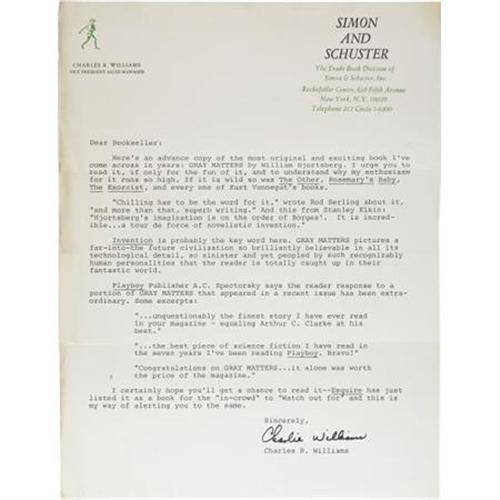 SIMON
AND
SCHUSTER
CHARLES R. WILLIAMS
VICE PRESIDENT SALES MANAGER
The Trade Book Division of
Simon & Schuster, Inc.
Rockefeller Center, 630 Fifth Avenue
New York, N.Y. 10020
Telephone 212 Circle 5-6400
Dear Bookseller:
Here's an advance copy of the most original and exciting book I've
come across in years: GRAY MATTERS by William Hjortsberg. I urge you to
read it, if only for the fun of it, and to understand why my enthusiasm
for it runs so high. If it is wild so was The Other, Rosemary's Baby,
The Exorcist, and every one of Kurt Vonnegut's books.
"Chilling has to be the word for it," wrote Rod Serling about it,
"and more than that, superb writing." And this from Stanley Elkin:
"Hjortsberg's imagination is on the order of Borges'. It is incred-
ible...a tour de force of novelistic invention."
Invention is probably the key word here. GRAY MATTERS pictures a
far-into-the future civilization so brilliantly believable in all its
technological detail, so sinister and yet peopled by such recognizably
human personalities that the reader is totally caught up in their
fantastic world.
Playboy Publisher A.C. Spectorsky says the reader response to a
portion of GRAY MATTERS that appeared in a recent issue has been extra-
ordinary. Some excerpts:
"...unquestionably the finest story I have ever read
in your magazine - equaling Arthur C. Clarke at his
best."
"...the best piece of science fiction I have read in
the seven years I've been reading Playboy. Bravo!"
"Congratulations on GRAY MATTERS...it alone was worth
the price of the magazine."
I certainly hope you'll get a chance to read it--Esquire has just
listed it as a book for the "in-crowd" to "Watch out for" and this is
my way of alerting you to the same.
Sincerely,
Charlie Williams
Charles R. Williams